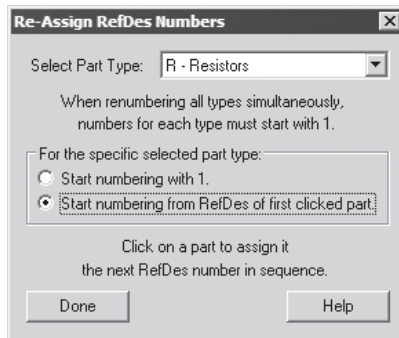 Re-Assign RefDes Numbers
Select Part Type: R - Resistors
When renumbering all types simultaneously,
numbers for each type must start with 1.
For the specific selected part type:
Start numbering with 1.
Start numbering from RefDes of first clicked part.
Click on a part to assign it
the next RefDes number in sequence.
Done Help